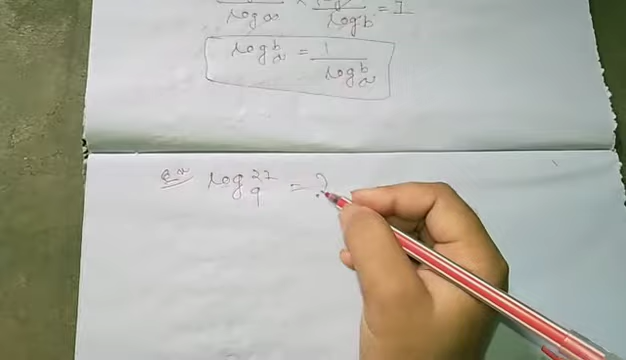 log a × log b = 1
log_a^b = 1 / log_b^a
Ex log_9^27 = ?